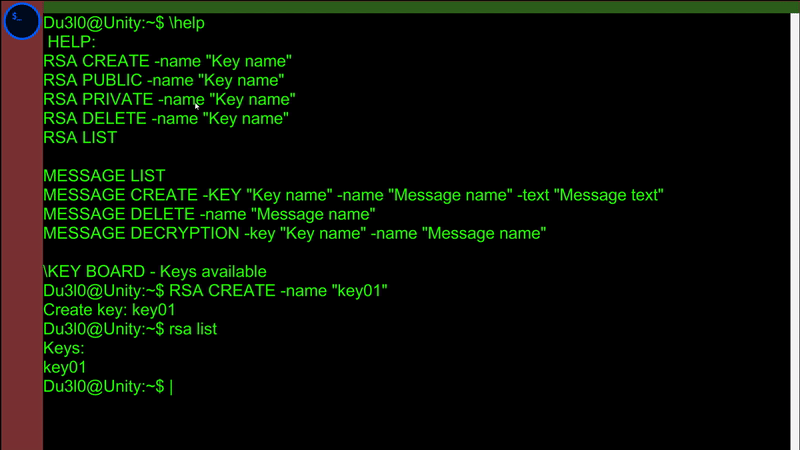 $_
Du3l0@Unity:~$ \help
HELP:
RSA CREATE -name "Key name"
RSA PUBLIC -name "Key name"
RSA PRIVATE -name "Key name"
RSA DELETE -name "Key name"
RSA LIST
MESSAGE LIST
MESSAGE CREATE -KEY "Key name" -name "Message name" -text "Message text"
MESSAGE DELETE -name "Message name"
MESSAGE DECRYPTION -key "Key name" -name "Message name"
\KEY BOARD - Keys available
Du3l0@Unity:~$ RSA CREATE -name "key01"
Create key: key01
Du3l0@Unity:~$ rsa list
Keys:
key01
Du3l0@Unity:~$ |